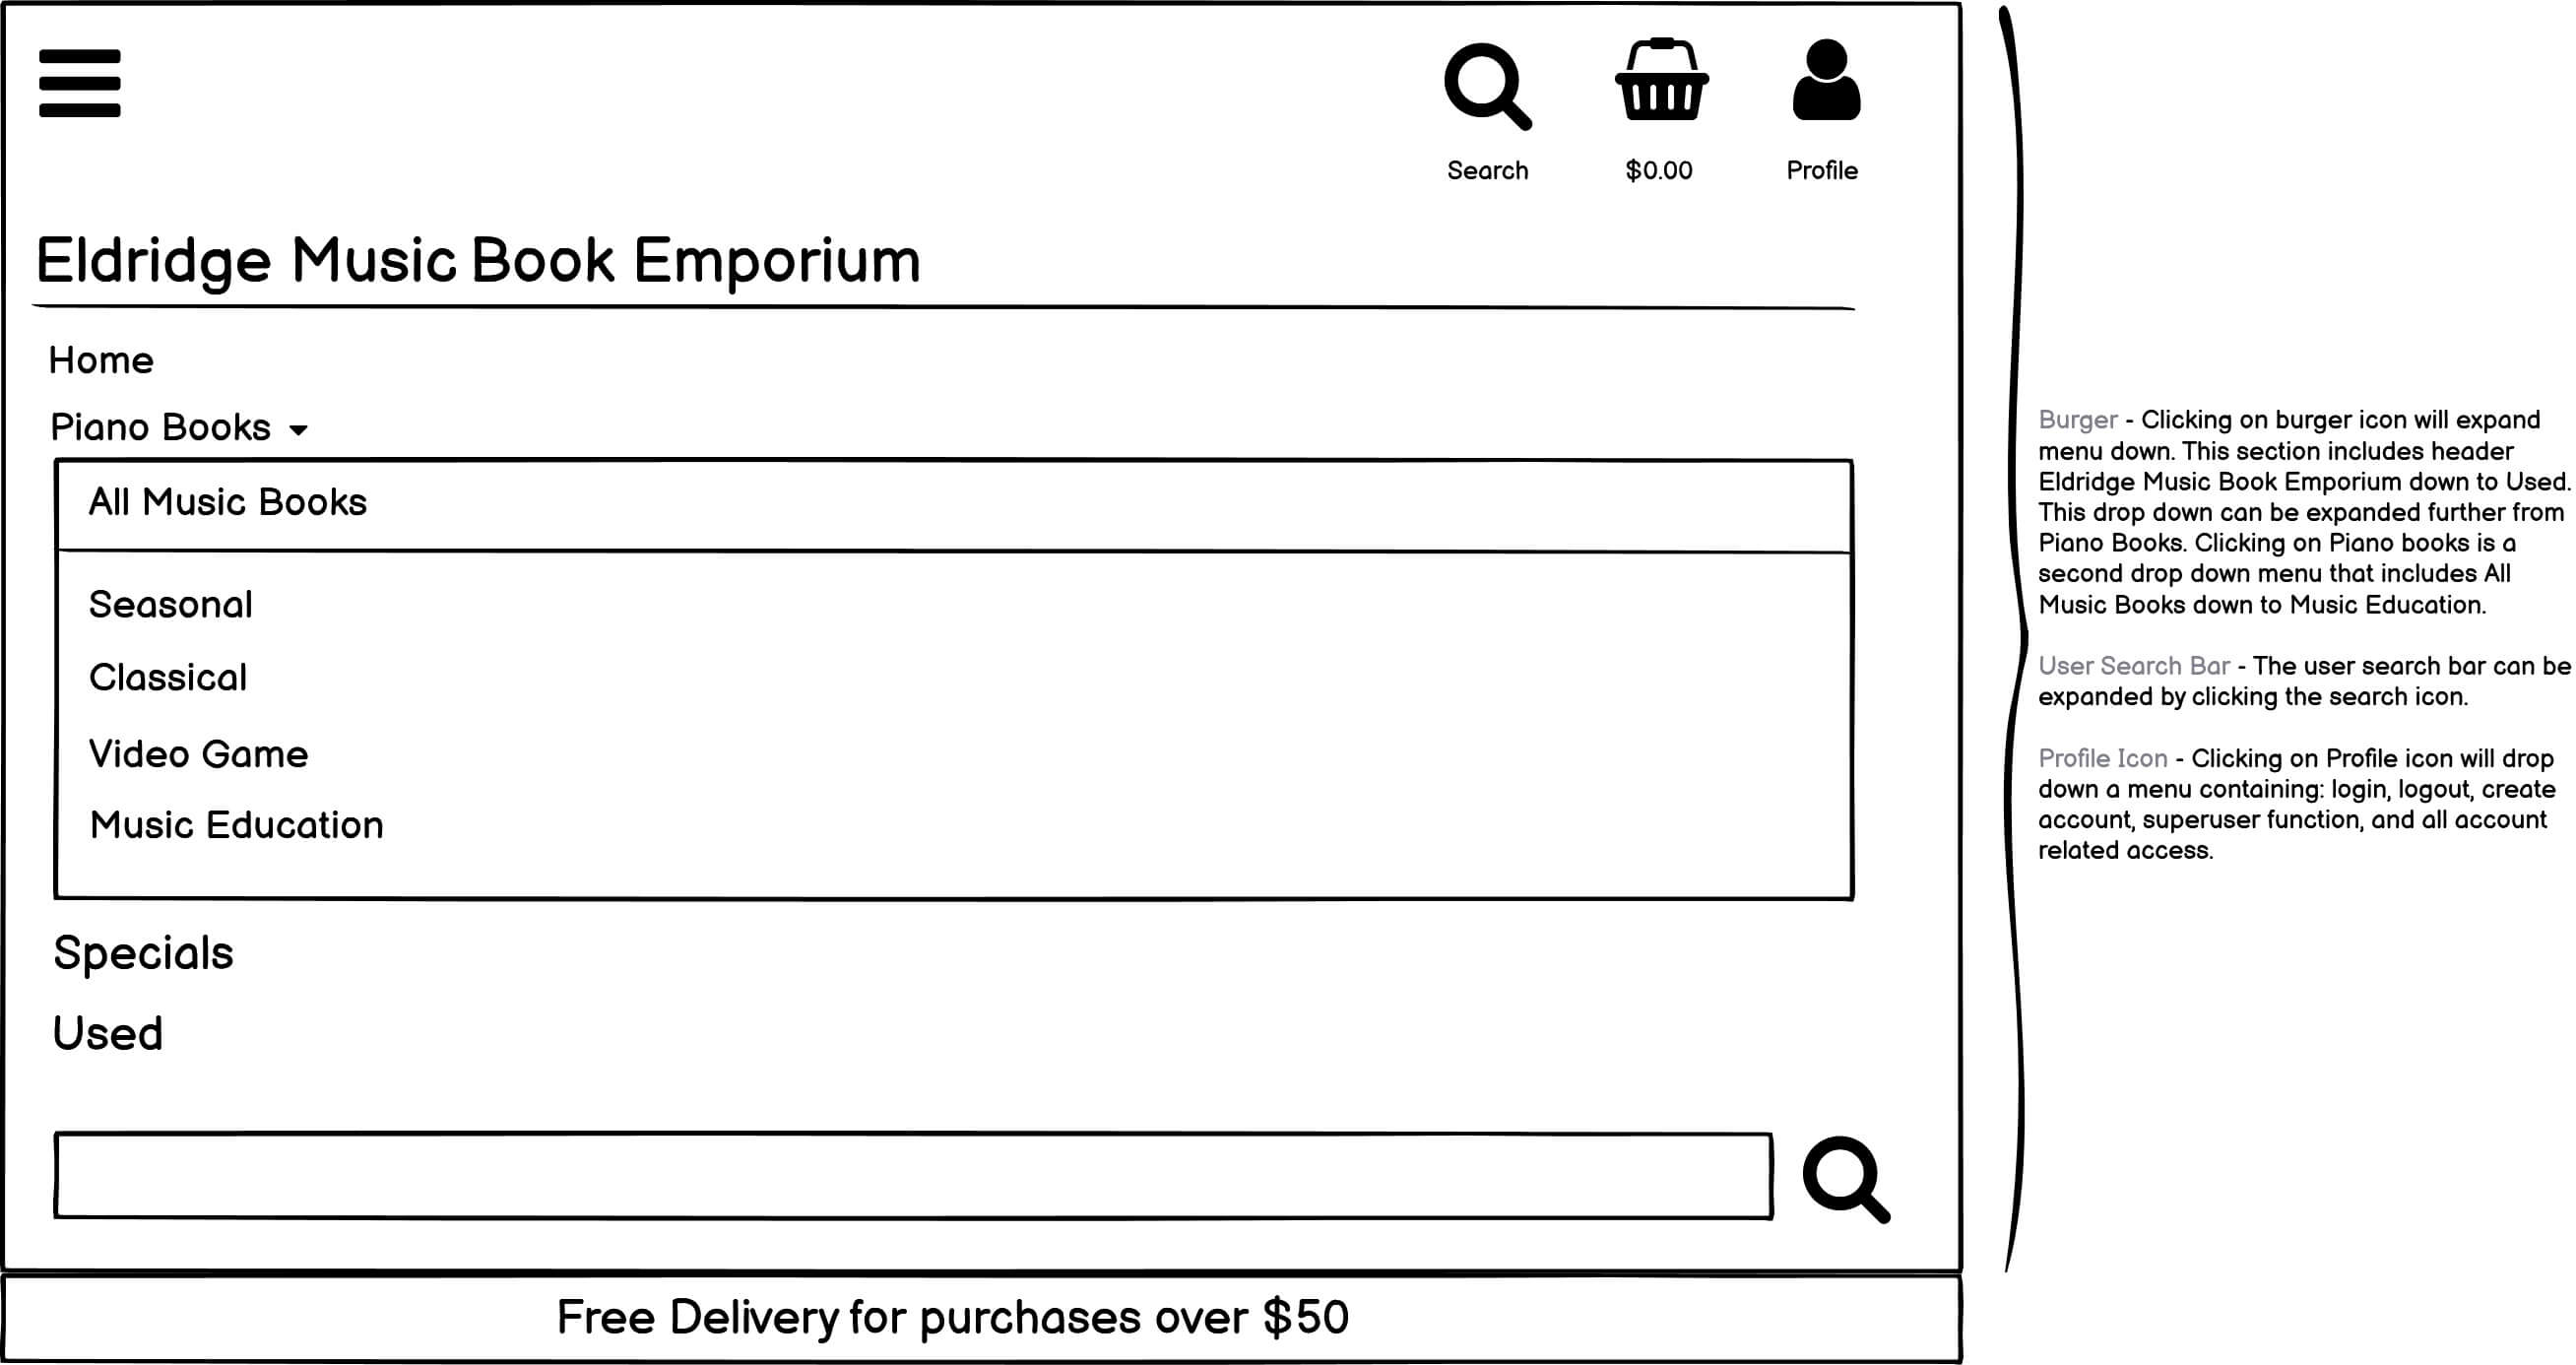 Search
$0.00
Profile
Eldridge Music Book Emporium
Home
Piano Books
All Music Books
Seasonal
Classical
Video Game
Music Education
Specials
Used
Free Delivery for purchases over $50
Burger - Clicking on burger icon will expand
menu down. This section includes header
Eldridge Music Book Emporium down to Used.
This drop down can be expanded further from
Piano Books. Clicking on Piano books is a
second drop down menu that includes All
Music Books down to Music Education.
User Search Bar - The user search bar can be
expanded by clicking the search icon.
Profile Icon - Clicking on Profile icon will drop
down a menu containing: login, logout, create
account, superuser function, and all account
related access.